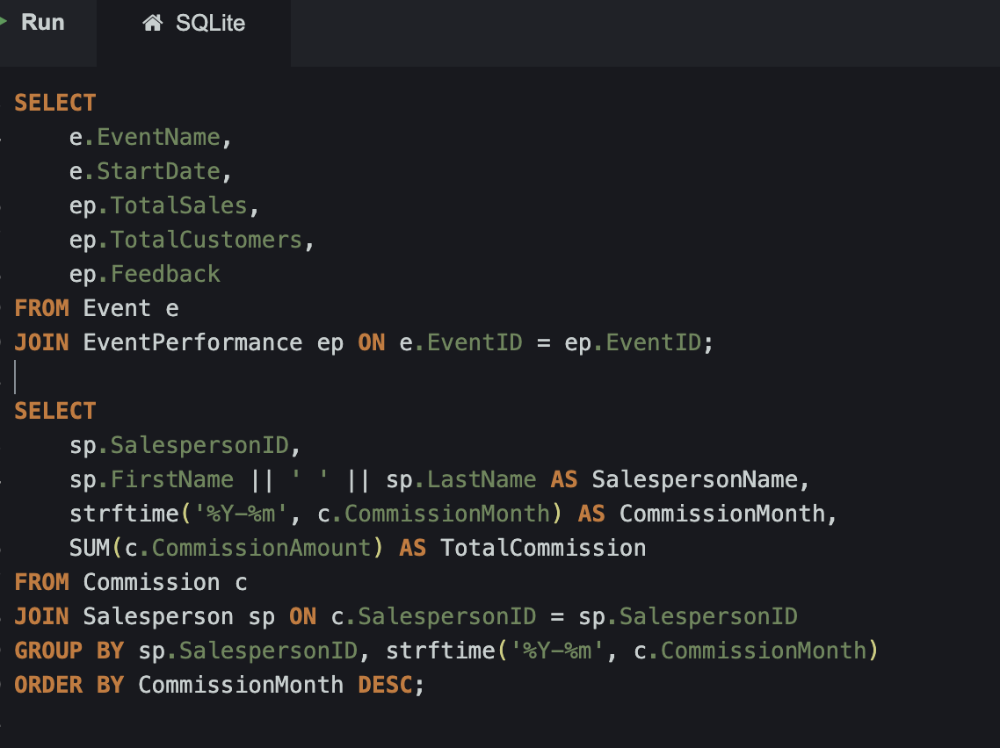 Run
SQLite
SELECT
    e.EventName,
    e.StartDate,
    ep.TotalSales,
    ep.TotalCustomers,
    ep.Feedback
FROM Event e
JOIN EventPerformance ep ON e.EventID = ep.EventID;
SELECT
    sp.SalespersonID,
    sp.FirstName || ' ' || sp.LastName AS SalespersonName,
    strftime('%Y-%m', c.CommissionMonth) AS CommissionMonth,
    SUM(c.CommissionAmount) AS TotalCommission
FROM Commission c
JOIN Salesperson sp ON c.SalespersonID = sp.SalespersonID
GROUP BY sp.SalespersonID, strftime('%Y-%m', c.CommissionMonth)
ORDER BY CommissionMonth DESC;